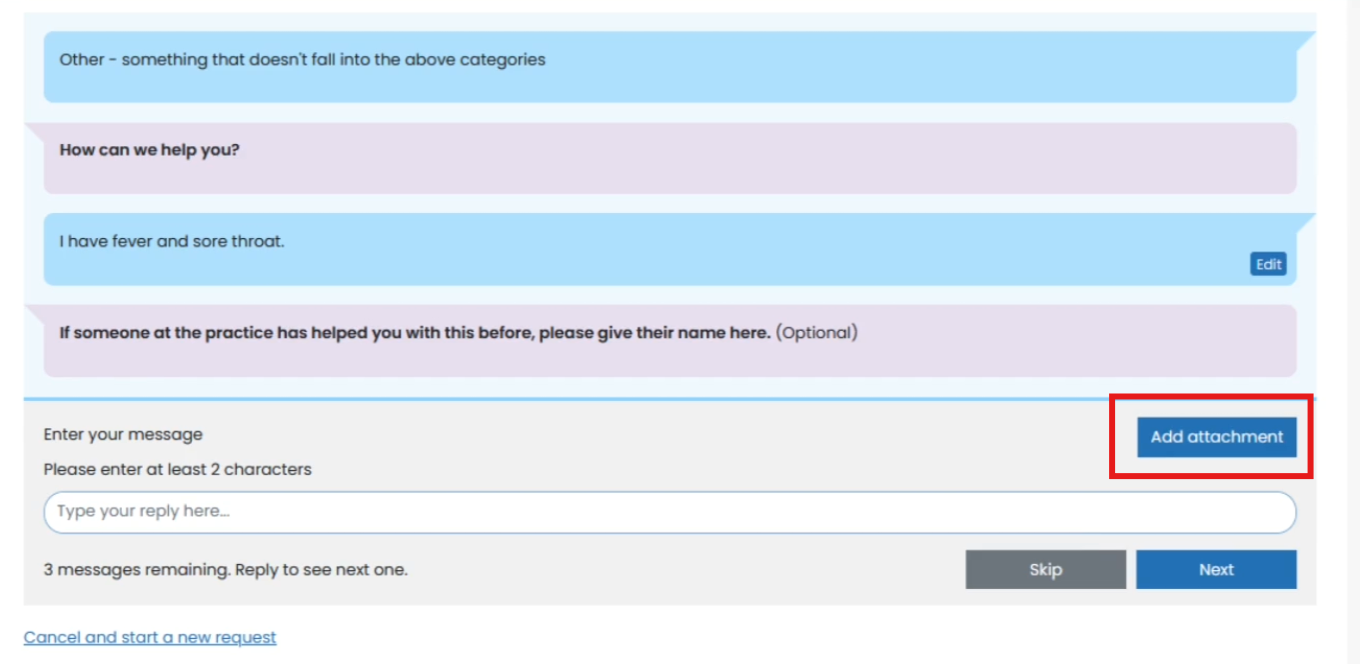 Other - something that doesn't fall into the above categories
How can we help you?
I have fever and sore throat.
Edit
If someone at the practice has helped you with this before, please give their name here. (Optional)
Enter your message
Add attachment
Please enter at least 2 characters
Type your reply here...
3 messages remaining. Reply to see next one.
Skip
Next
Cancel and start a new request